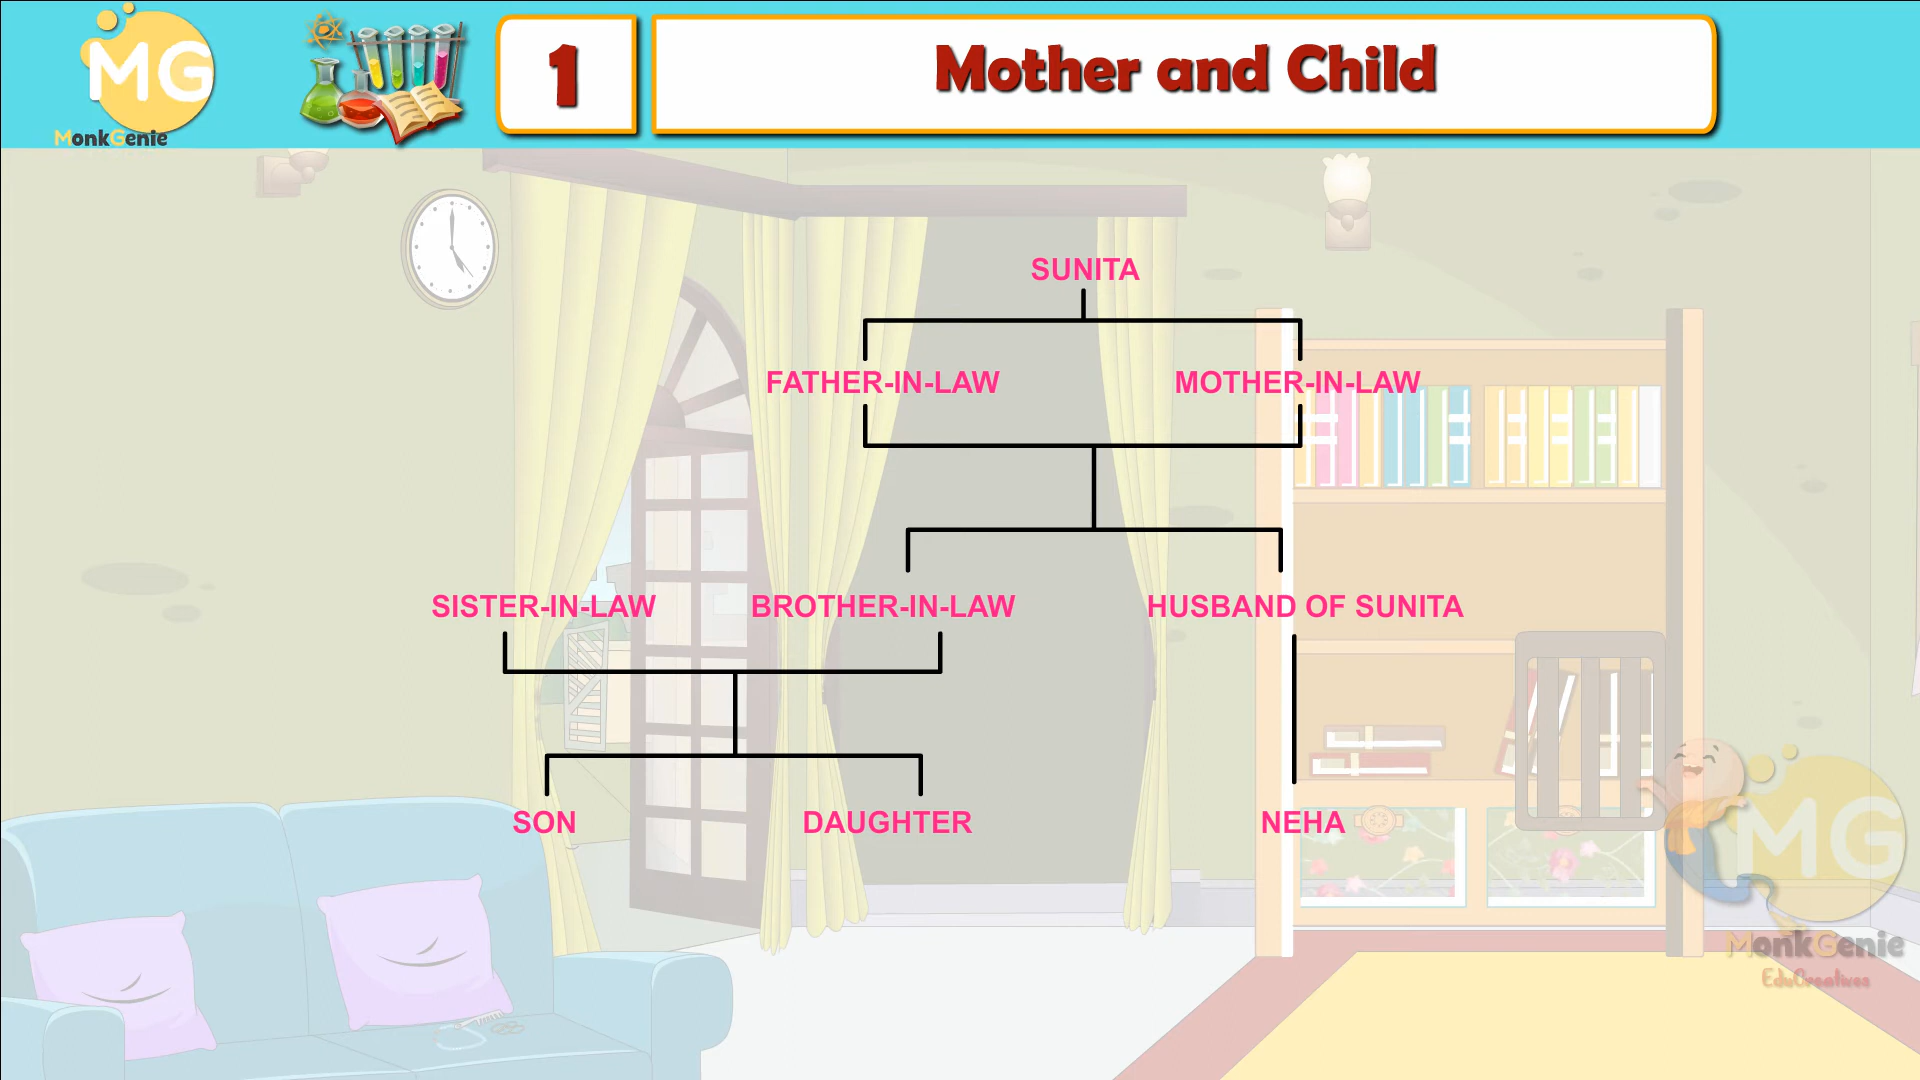 MG
MonkGenie
1
Mother and Child
SUNITA
FATHER-IN-LAW
MOTHER-IN-LAW
SISTER-IN-LAW
BROTHER-IN-LAW
HUSBAND OF SUNITA
SON
DAUGHTER
NEHA
MG
MonkGenie
EduCreatives